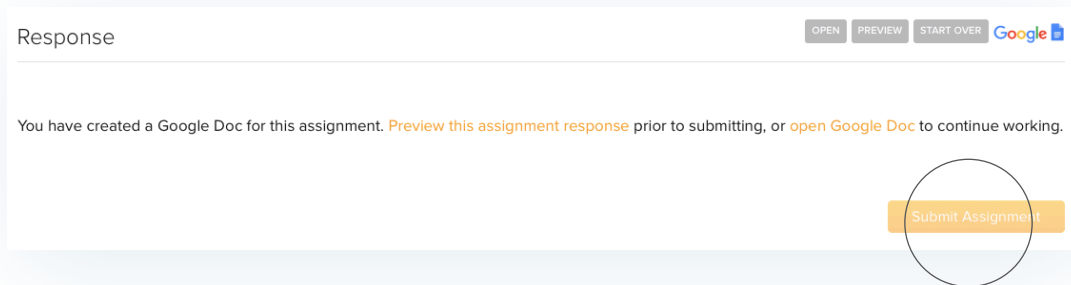 Response
OPEN PREVIEW START OVER Google
You have created a Google Doc for this assignment. Preview this assignment response prior to submitting, or open Google Doc to continue working.
Submit Assignment